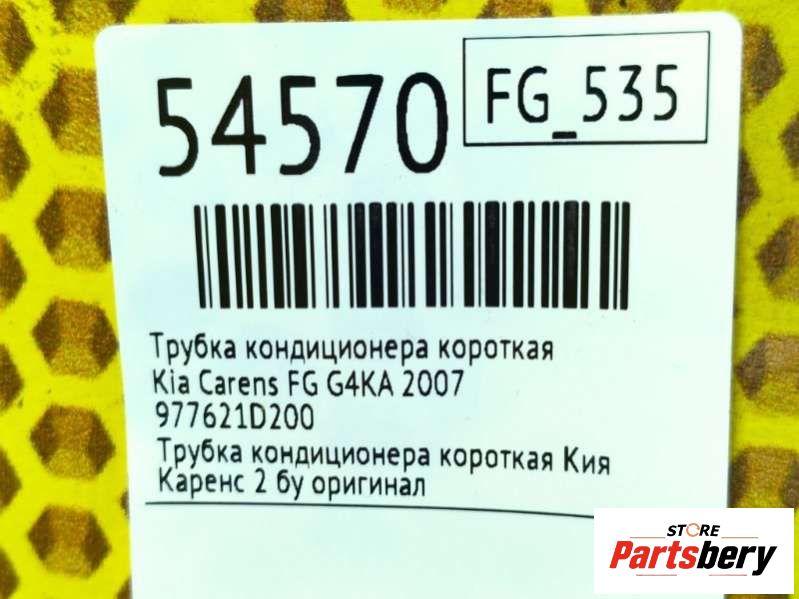 54570
FG_535
Трубка кондиционера короткая
Kia Carens FG G4KA 2007
977621D200
Трубка кондиционера короткая Кия
Каренс 2 бу оригинал
STORE
Partsbery